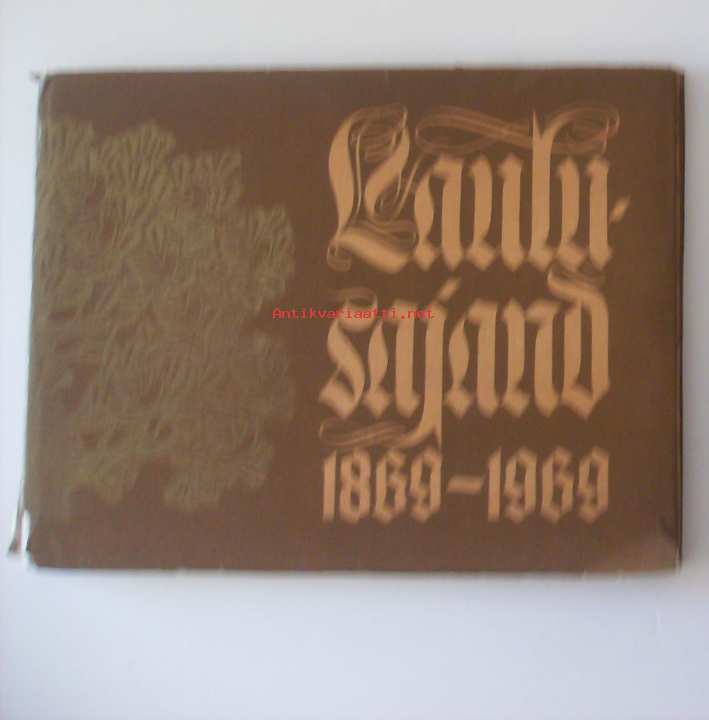 Laulu-
sajand
1869-1969
Antikvariaatti.net